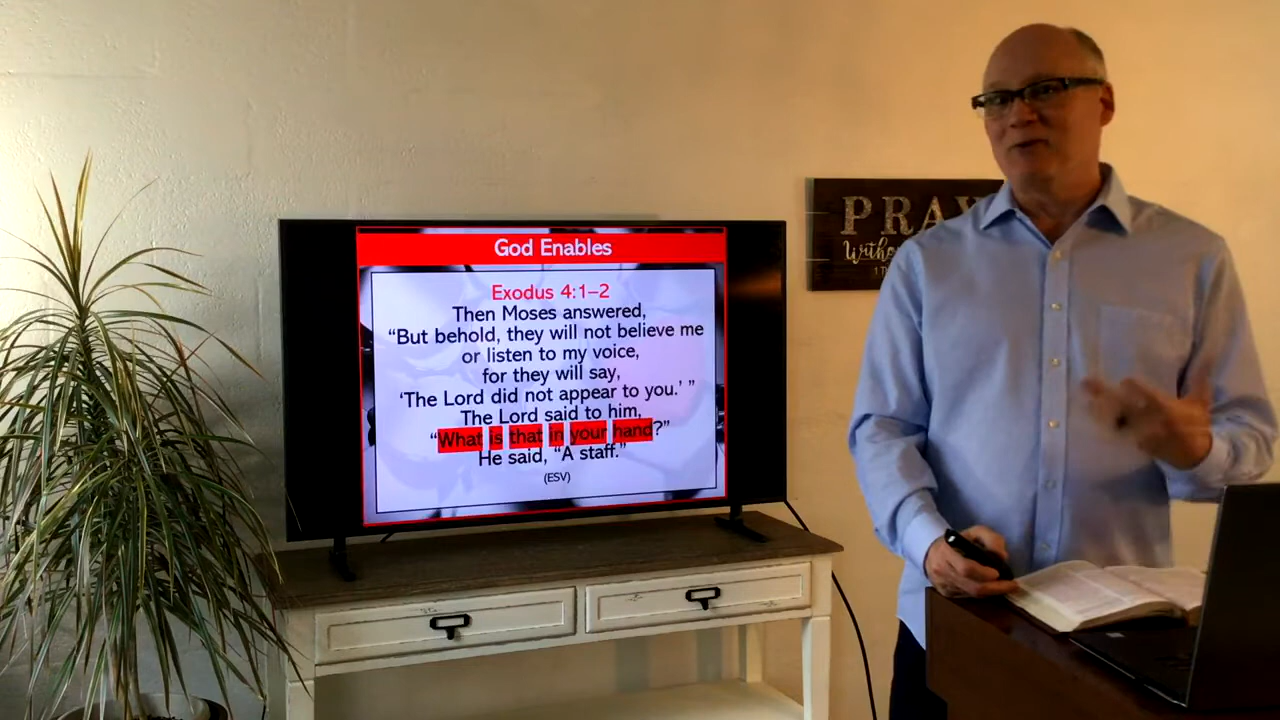 God Enables
Exodus 4:1–2
Then Moses answered,
“But behold, they will not believe me
or listen to my voice,
for they will say,
‘The Lord did not appear to you.’ ”
The Lord said to him,
“What is that in your hand?”
He said, “A staff.”
(ESV)
PRAY